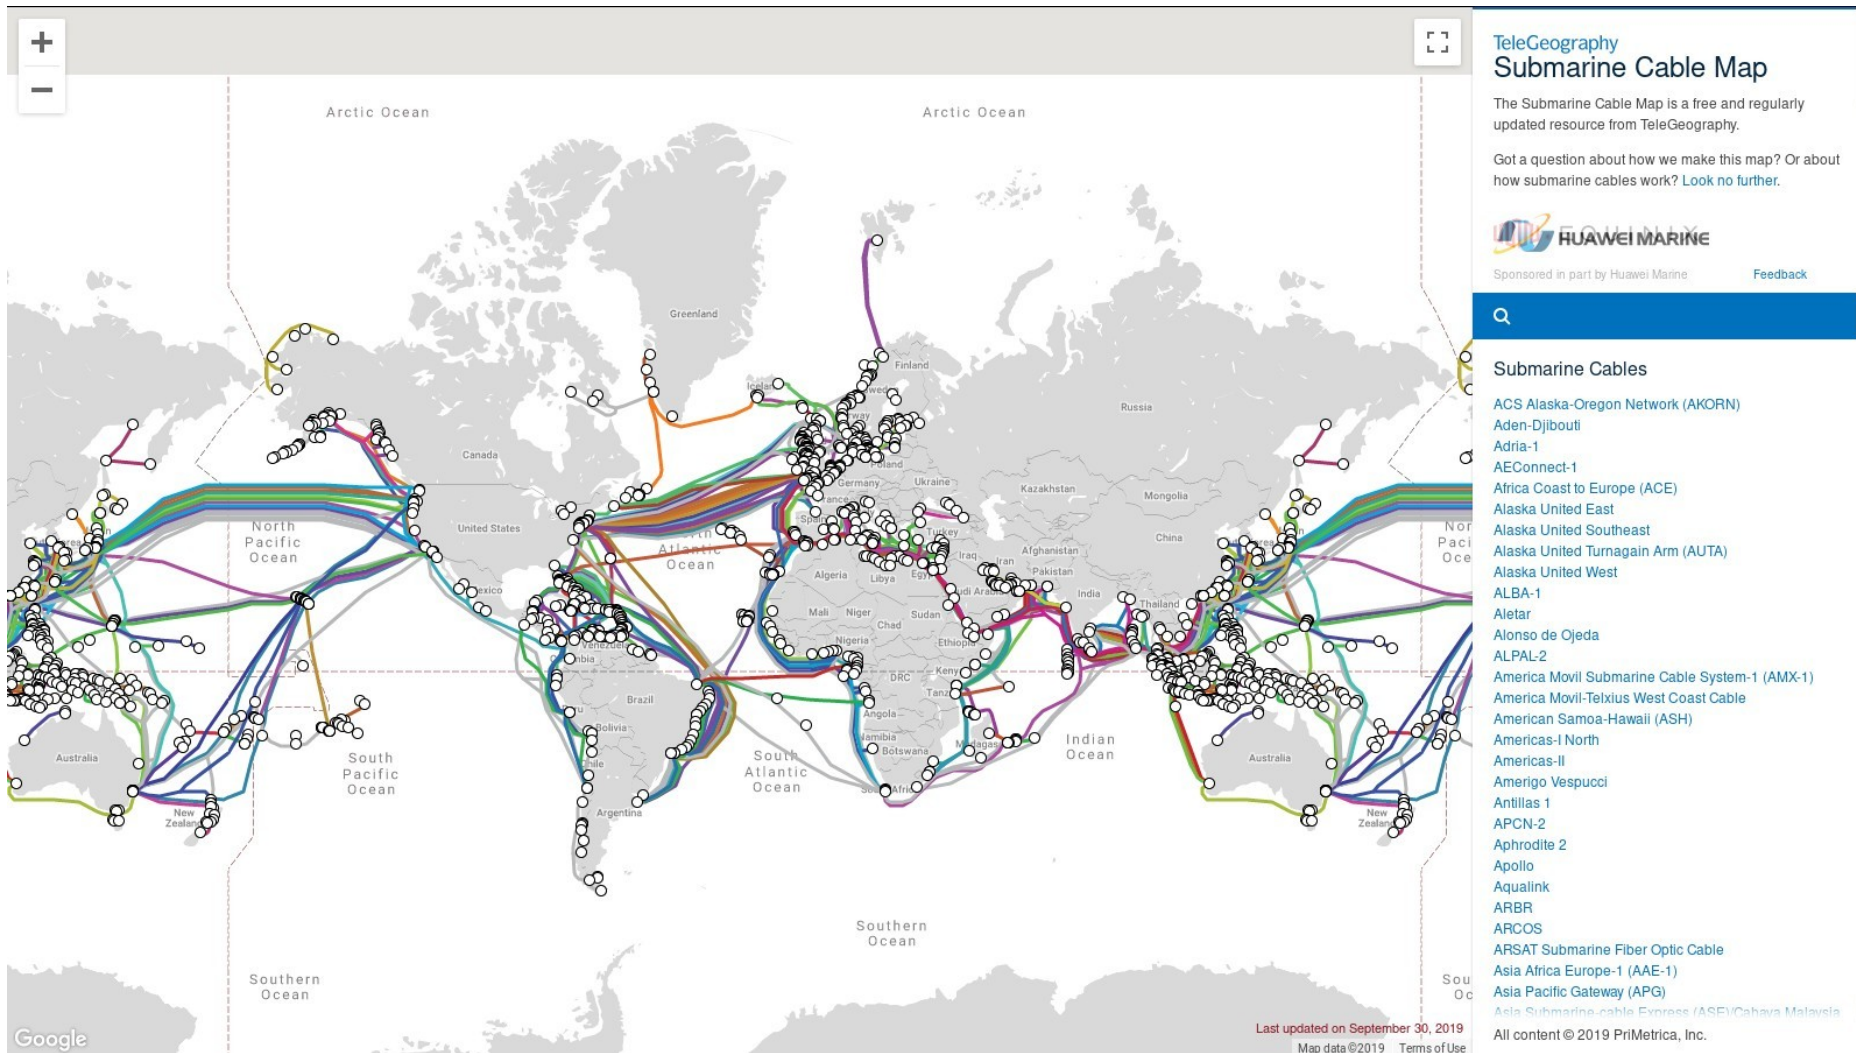 +
−
Arctic Ocean
Arctic Ocean
Greenland
Finland
Russia
Canada
Poland
Germany
Ukraine
Kazakhstan
Mongolia
United States
North
Pacific
Ocean
Turkey
Afghanistan
China
Iraq
Iran
Pakistan
Atlantic
Ocean
Algeria
Libya
India
Mali
Niger
Chad
Sudan
Thailand
Nigeria
Ethiopia
DRC
Brazil
Angola
Bolivia
Namibia
Botswana
Indian
Ocean
South
Atlantic
Ocean
South
Pacific
Ocean
Australia
Australia
Chile
Argentina
New
Zealand
New
Zealand
Southern
Ocean
Southern
Ocean
Google
Last updated on September 30, 2019
Map data ©2019 Terms of Use
TeleGeography
Submarine Cable Map
The Submarine Cable Map is a free and regularly
updated resource from TeleGeography.
Got a question about how we make this map? Or about
how submarine cables work? Look no further.
HUAWEI MARINE
Sponsored in part by Huawei Marine Feedback
Submarine Cables
ACS Alaska-Oregon Network (AKORN)
Aden-Djibouti
Adria-1
AEConnect-1
Africa Coast to Europe (ACE)
Alaska United East
Alaska United Southeast
Alaska United Turnagain Arm (AUTA)
Alaska United West
ALBA-1
Aletar
Alonso de Ojeda
ALPAL-2
America Movil Submarine Cable System-1 (AMX-1)
America Movil-Telxius West Coast Cable
American Samoa-Hawaii (ASH)
Americas-I North
Americas-II
Amerigo Vespucci
Antillas 1
APCN-2
Aphrodite 2
Apollo
Aqualink
ARBR
ARCOS
ARSAT Submarine Fiber Optic Cable
Asia Africa Europe-1 (AAE-1)
Asia Pacific Gateway (APG)
Asia Submarine-cable Express (ASE)/Cahaya Malaysia
All content © 2019 PriMetrica, Inc.